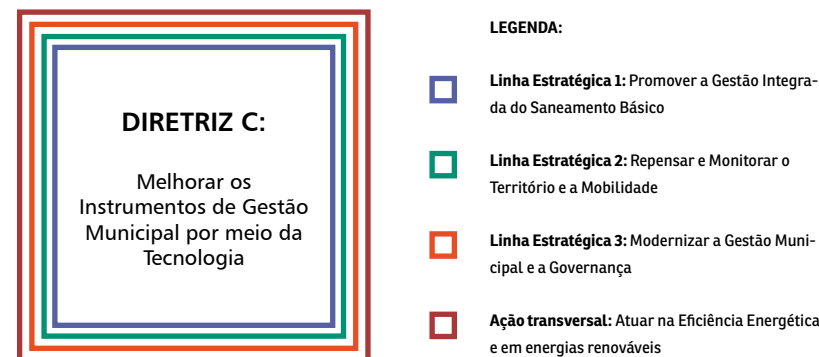 DIRETRIZ C:
Melhorar os
Instrumentos de Gestão
Municipal por meio da
Tecnologia
LEGENDA:
Linha Estratégica 1: Promover a Gestão Integra-
da do Saneamento Básico
Linha Estratégica 2: Repensar e Monitorar o
Território e a Mobilidade
Linha Estratégica 3: Modernizar a Gestão Muni-
cipal e a Governança
Ação transversal: Atuar na Eficiência Energética
e em energias renováveis